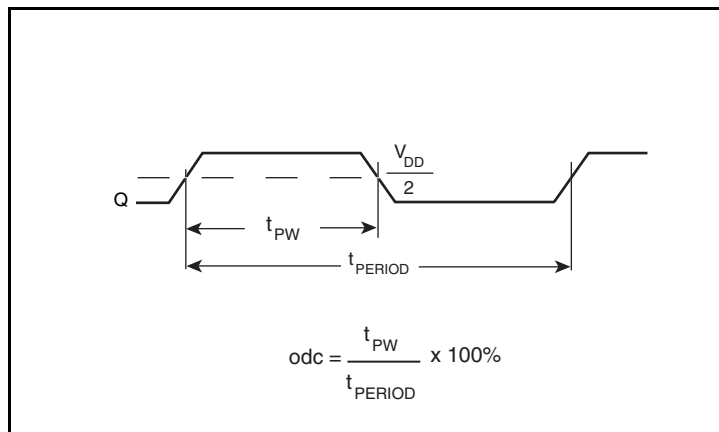 V_DD
2
Q
t_PW
t_PERIOD
odc = t_PW / t_PERIOD x 100%